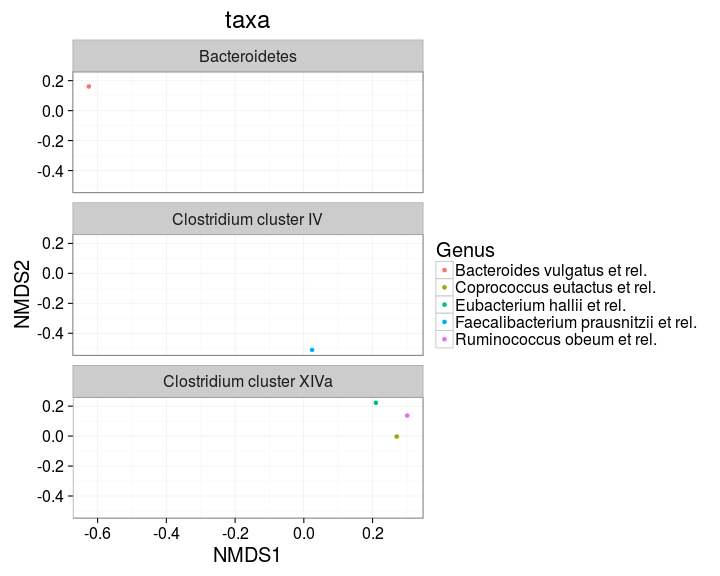 taxa
Bacteroidetes
0.2
0.0
-0.2
-0.4
Clostridium cluster IV
0.2
0.0
-0.2
-0.4
Clostridium cluster XIVa
0.2
0.0
-0.2
-0.4
-0.6 -0.4 -0.2 0.0 0.2
NMDS1
NMDS2
Genus
Bacteroides vulgatus et rel.
Coprococcus eutactus et rel.
Eubacterium hallii et rel.
Faecalibacterium prausnitzii et rel.
Ruminococcus obeum et rel.